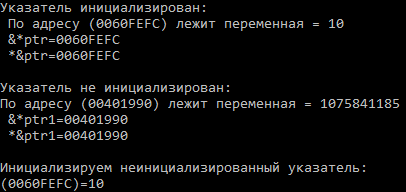 Указатель инициализирован:
По адресу (0060FEFC) лежит переменная = 10
&*ptr=0060FEFC
*&ptr=0060FEFC
Указатель не инициализирован:
По адресу (00401990) лежит переменная = 1075841185
&*ptr1=00401990
*&ptr1=00401990
Инициализируем неинициализированный указатель:
(0060FEFC)=10